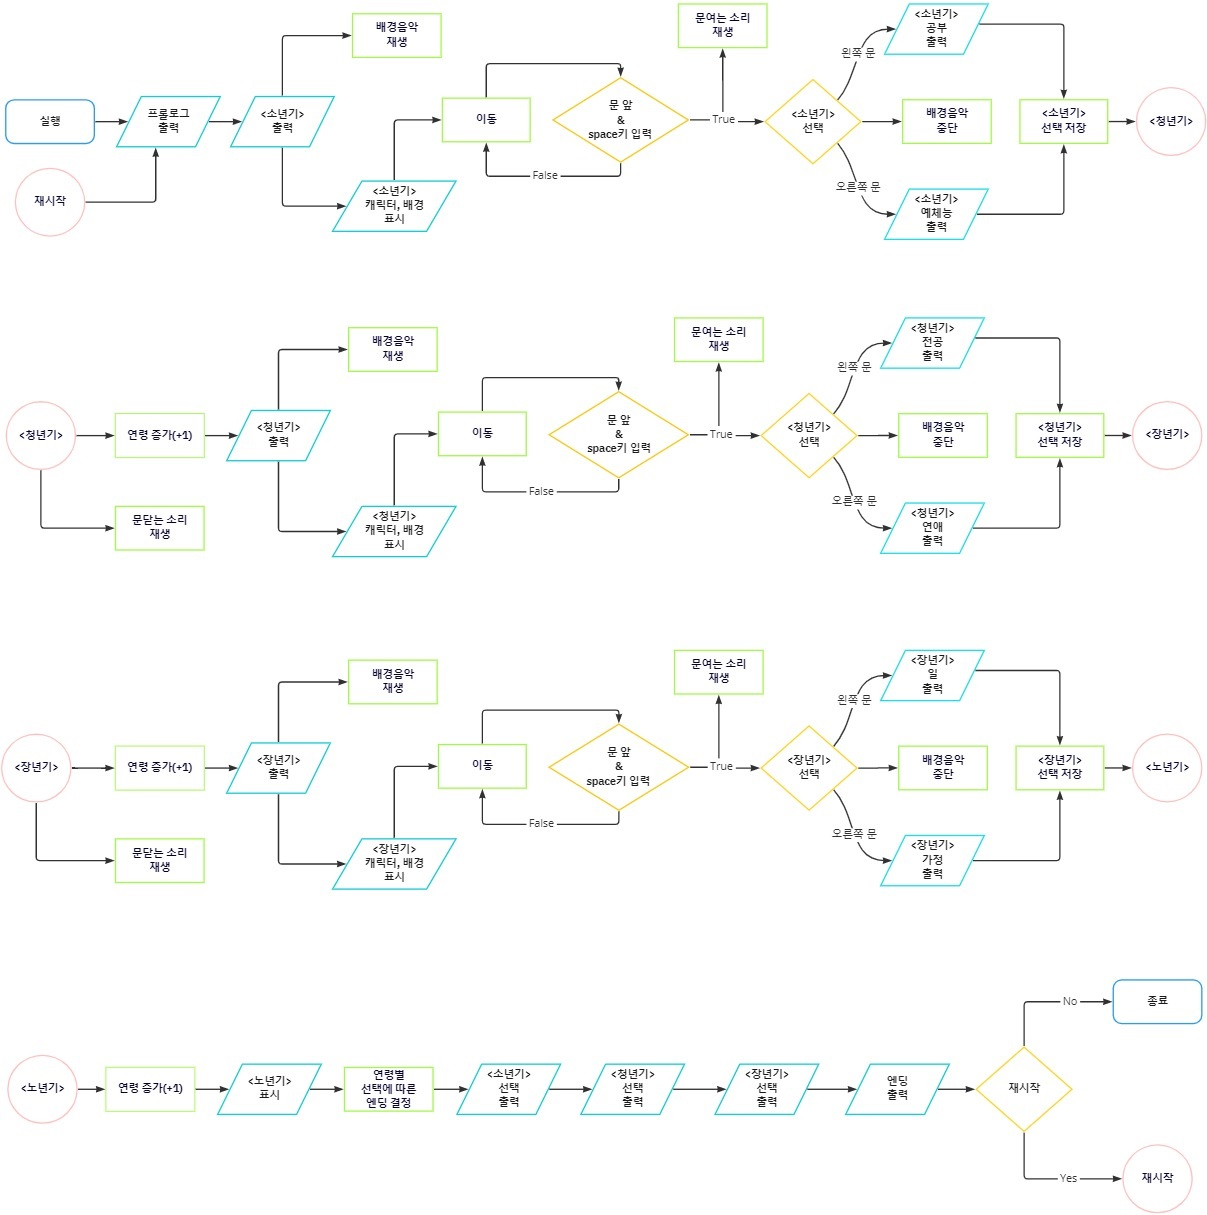 실행
재시작
프롤로그
출력
<소년기>
출력
배경음악
재생
<소년기>
캐릭터, 배경
표시
이동
문 앞
&
space키 입력
False
True
문여는 소리
재생
<소년기>
선택
왼쪽 문
<소년기>
공부
출력
배경음악
중단
오른쪽 문
<소년기>
예체능
출력
<소년기>
선택 저장
<청년기>
<청년기>
연령 증가(+1)
문닫는 소리
재생
<청년기>
출력
배경음악
재생
<청년기>
캐릭터, 배경
표시
이동
문 앞
&
space키 입력
False
True
문여는 소리
재생
<청년기>
선택
왼쪽 문
<청년기>
전공
출력
배경음악
중단
오른쪽 문
<청년기>
연애
출력
<청년기>
선택 저장
<장년기>
<장년기>
연령 증가(+1)
문닫는 소리
재생
<장년기>
출력
배경음악
재생
<장년기>
캐릭터, 배경
표시
이동
문 앞
&
space키 입력
False
True
문여는 소리
재생
<장년기>
선택
왼쪽 문
<장년기>
일
출력
배경음악
중단
오른쪽 문
<장년기>
가정
출력
<장년기>
선택 저장
<노년기>
<노년기>
연령 증가(+1)
<노년기>
표시
연령별
선택에 따른
엔딩 결정
<소년기>
선택
출력
<청년기>
선택
출력
<장년기>
선택
출력
엔딩
출력
재시작
No
종료
Yes
재시작